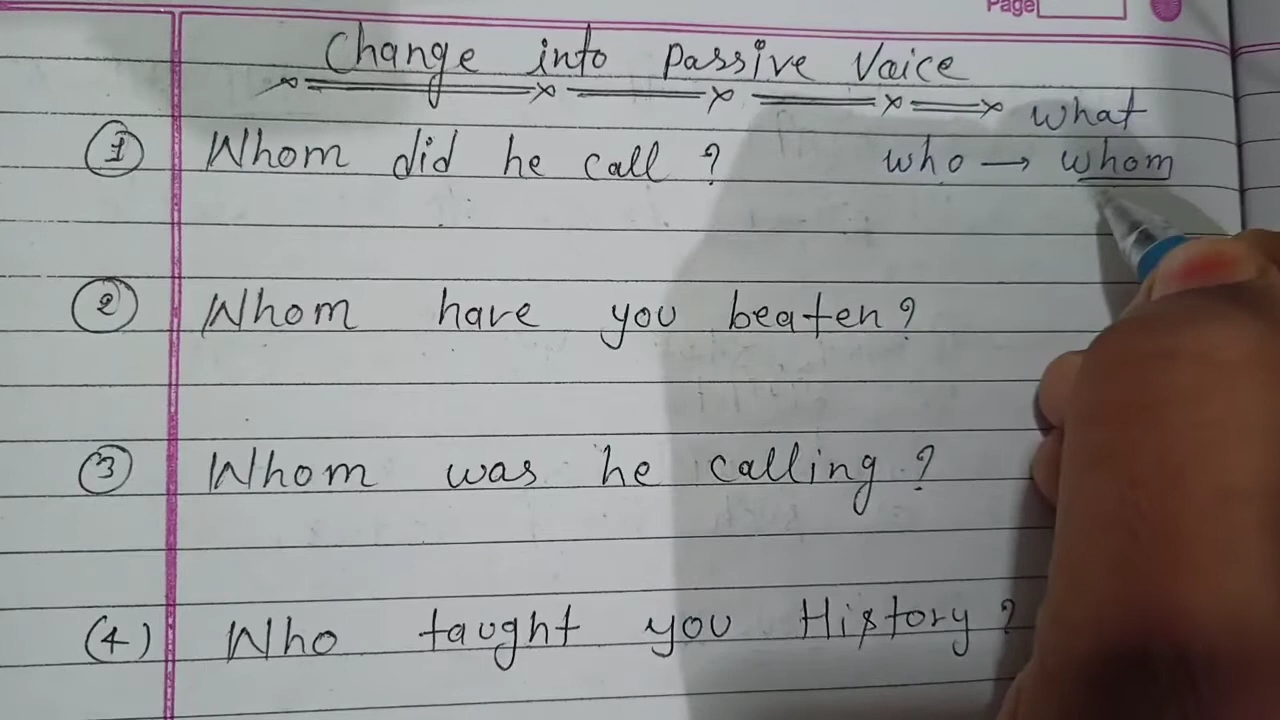 Page
Change into Passive Vaice
What
① Whom did he call ? who → whom
② Whom have you beaten?
③ Whom was he calling ?
(4) Who taught you History?